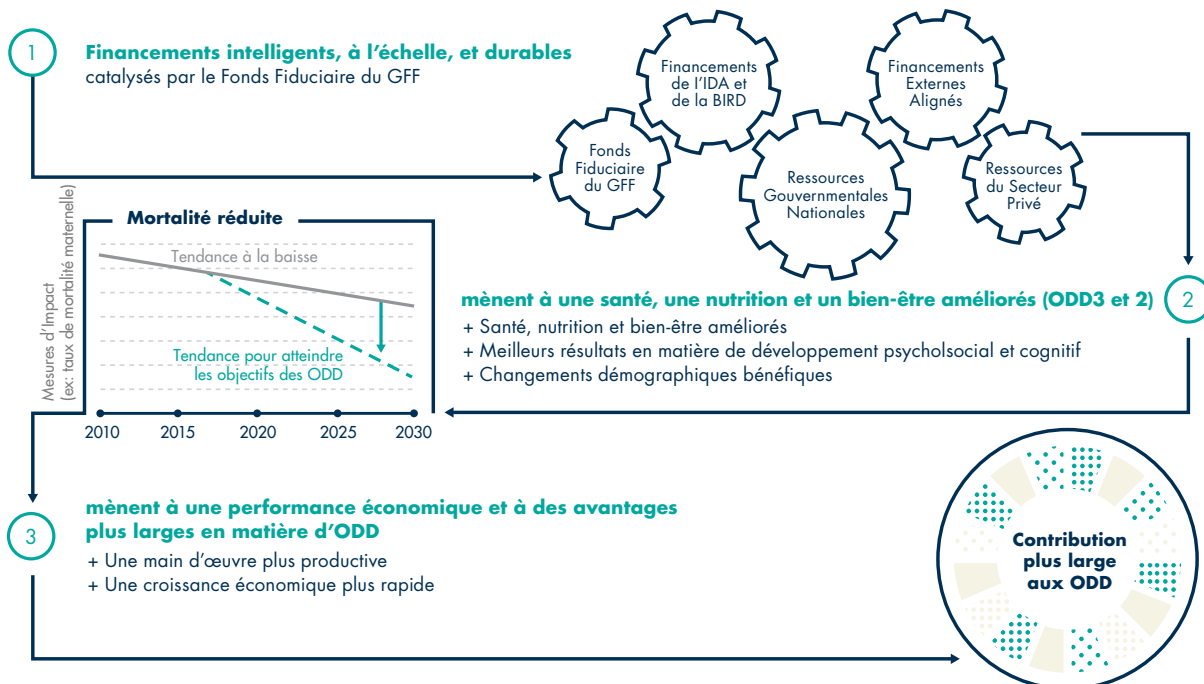 1
Financements intelligents, à l’échelle, et durables
catalysés par le Fonds Fiduciaire du GFF
Fonds
Fiduciaire
du GFF
Financements
de l’IDA et
de la BIRD
Ressources
Gouvernmentales
Nationales
Financements
Externes
Alignés
Ressources
du Secteur
Privé
2
mènent à une santé, une nutrition et un bien-être améliorés (ODD3 et 2)
+ Santé, nutrition et bien-être améliorés
+ Meilleurs résultats en matière de développement psycholsocial et cognitif
+ Changements démographiques bénéfiques
Mortalité réduite
Mesures d’Impact
(ex: taux de mortalité maternelle)
Tendance à la baisse
Tendance pour atteindre
les objectifs des ODD
2010 2015 2020 2025 2030
3
mènent à une performance économique et à des avantages
plus larges en matière d’ODD
+ Une main d’œuvre plus productive
+ Une croissance économique plus rapide
Contribution
plus large
aux ODD